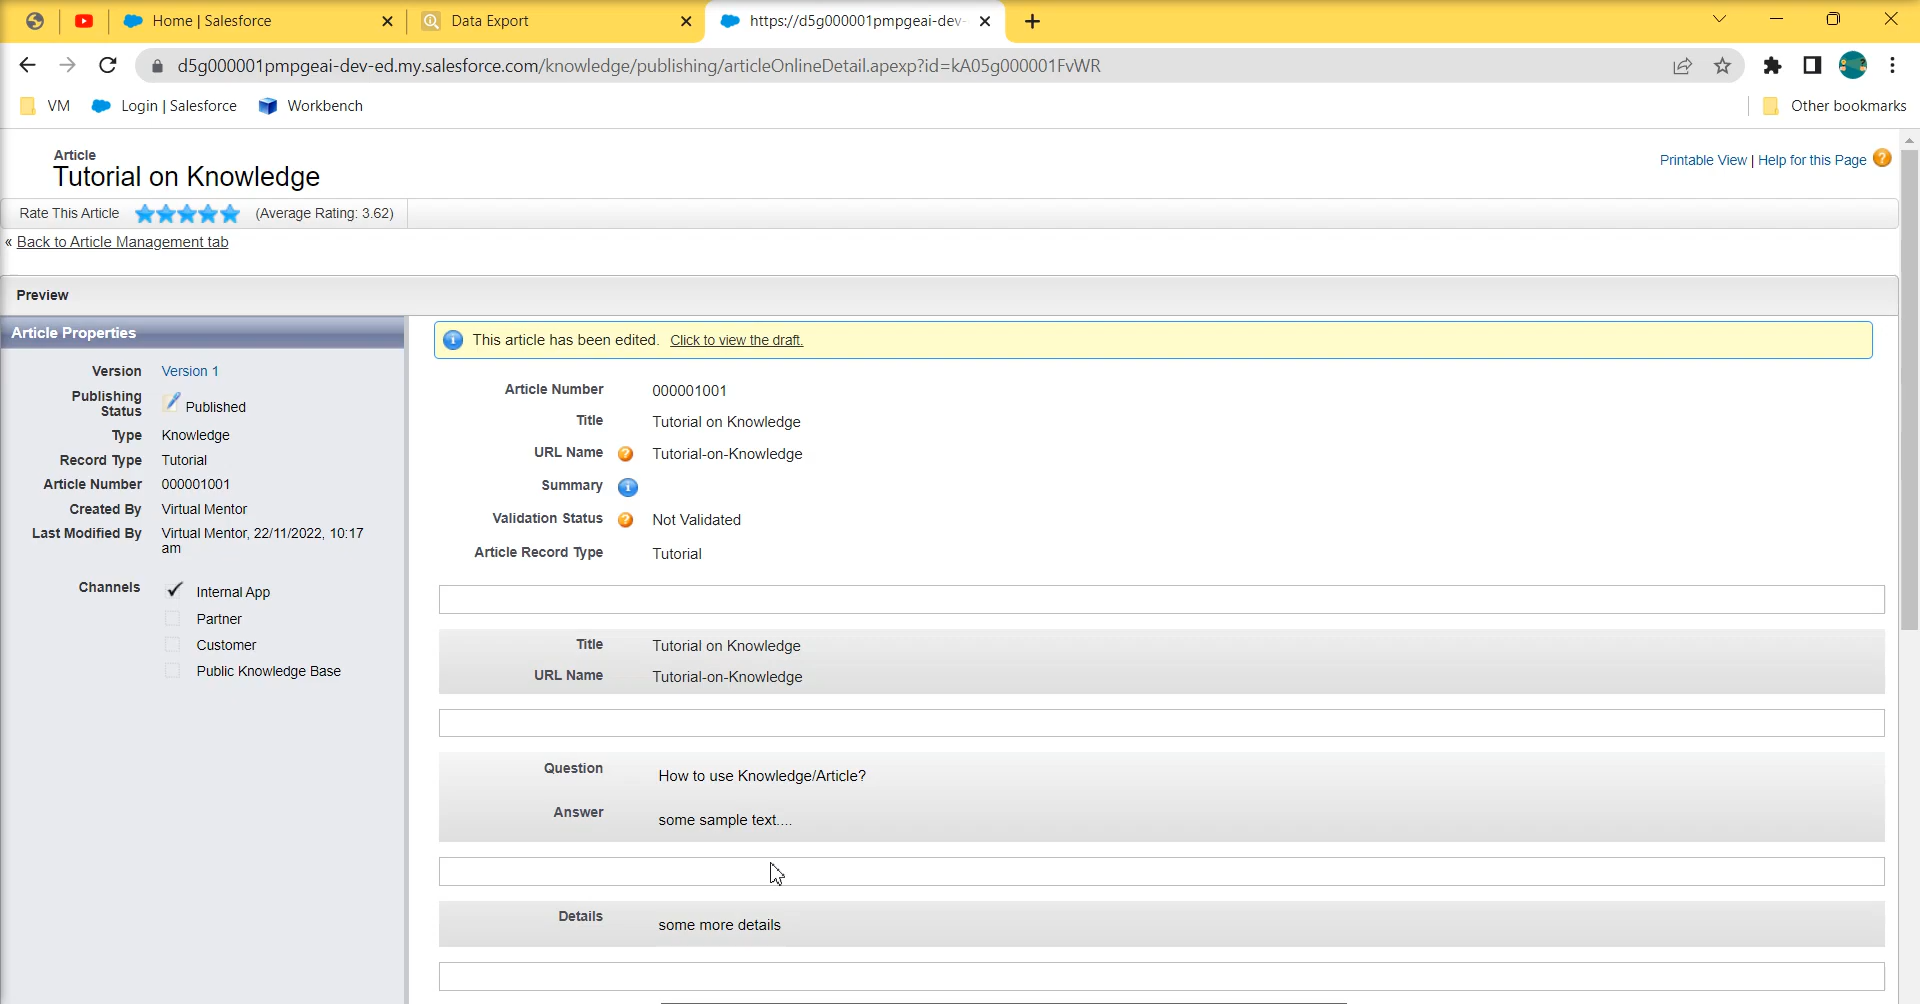 Home | Salesforce
Data Export
https://d5g000001pmpgeai-dev-
d5g000001pmpgeai-dev-ed.my.salesforce.com/knowledge/publishing/articleOnlineDetail.apexp?id=kA05g000001FvWR
VM
Login | Salesforce
Workbench
Other bookmarks
Article
Tutorial on Knowledge
Printable View | Help for this Page
Rate This Article (Average Rating: 3.62)
« Back to Article Management tab
Preview
Article Properties
Version Version 1
Publishing
Status Published
Type Knowledge
Record Type Tutorial
Article Number 000001001
Created By Virtual Mentor
Last Modified By Virtual Mentor, 22/11/2022, 10:17
am
Channels Internal App
Partner
Customer
Public Knowledge Base
This article has been edited. Click to view the draft.
Article Number 000001001
Title Tutorial on Knowledge
URL Name Tutorial-on-Knowledge
Summary
Validation Status Not Validated
Article Record Type Tutorial
Title Tutorial on Knowledge
URL Name Tutorial-on-Knowledge
Question How to use Knowledge/Article?
Answer some sample text....
Details some more details